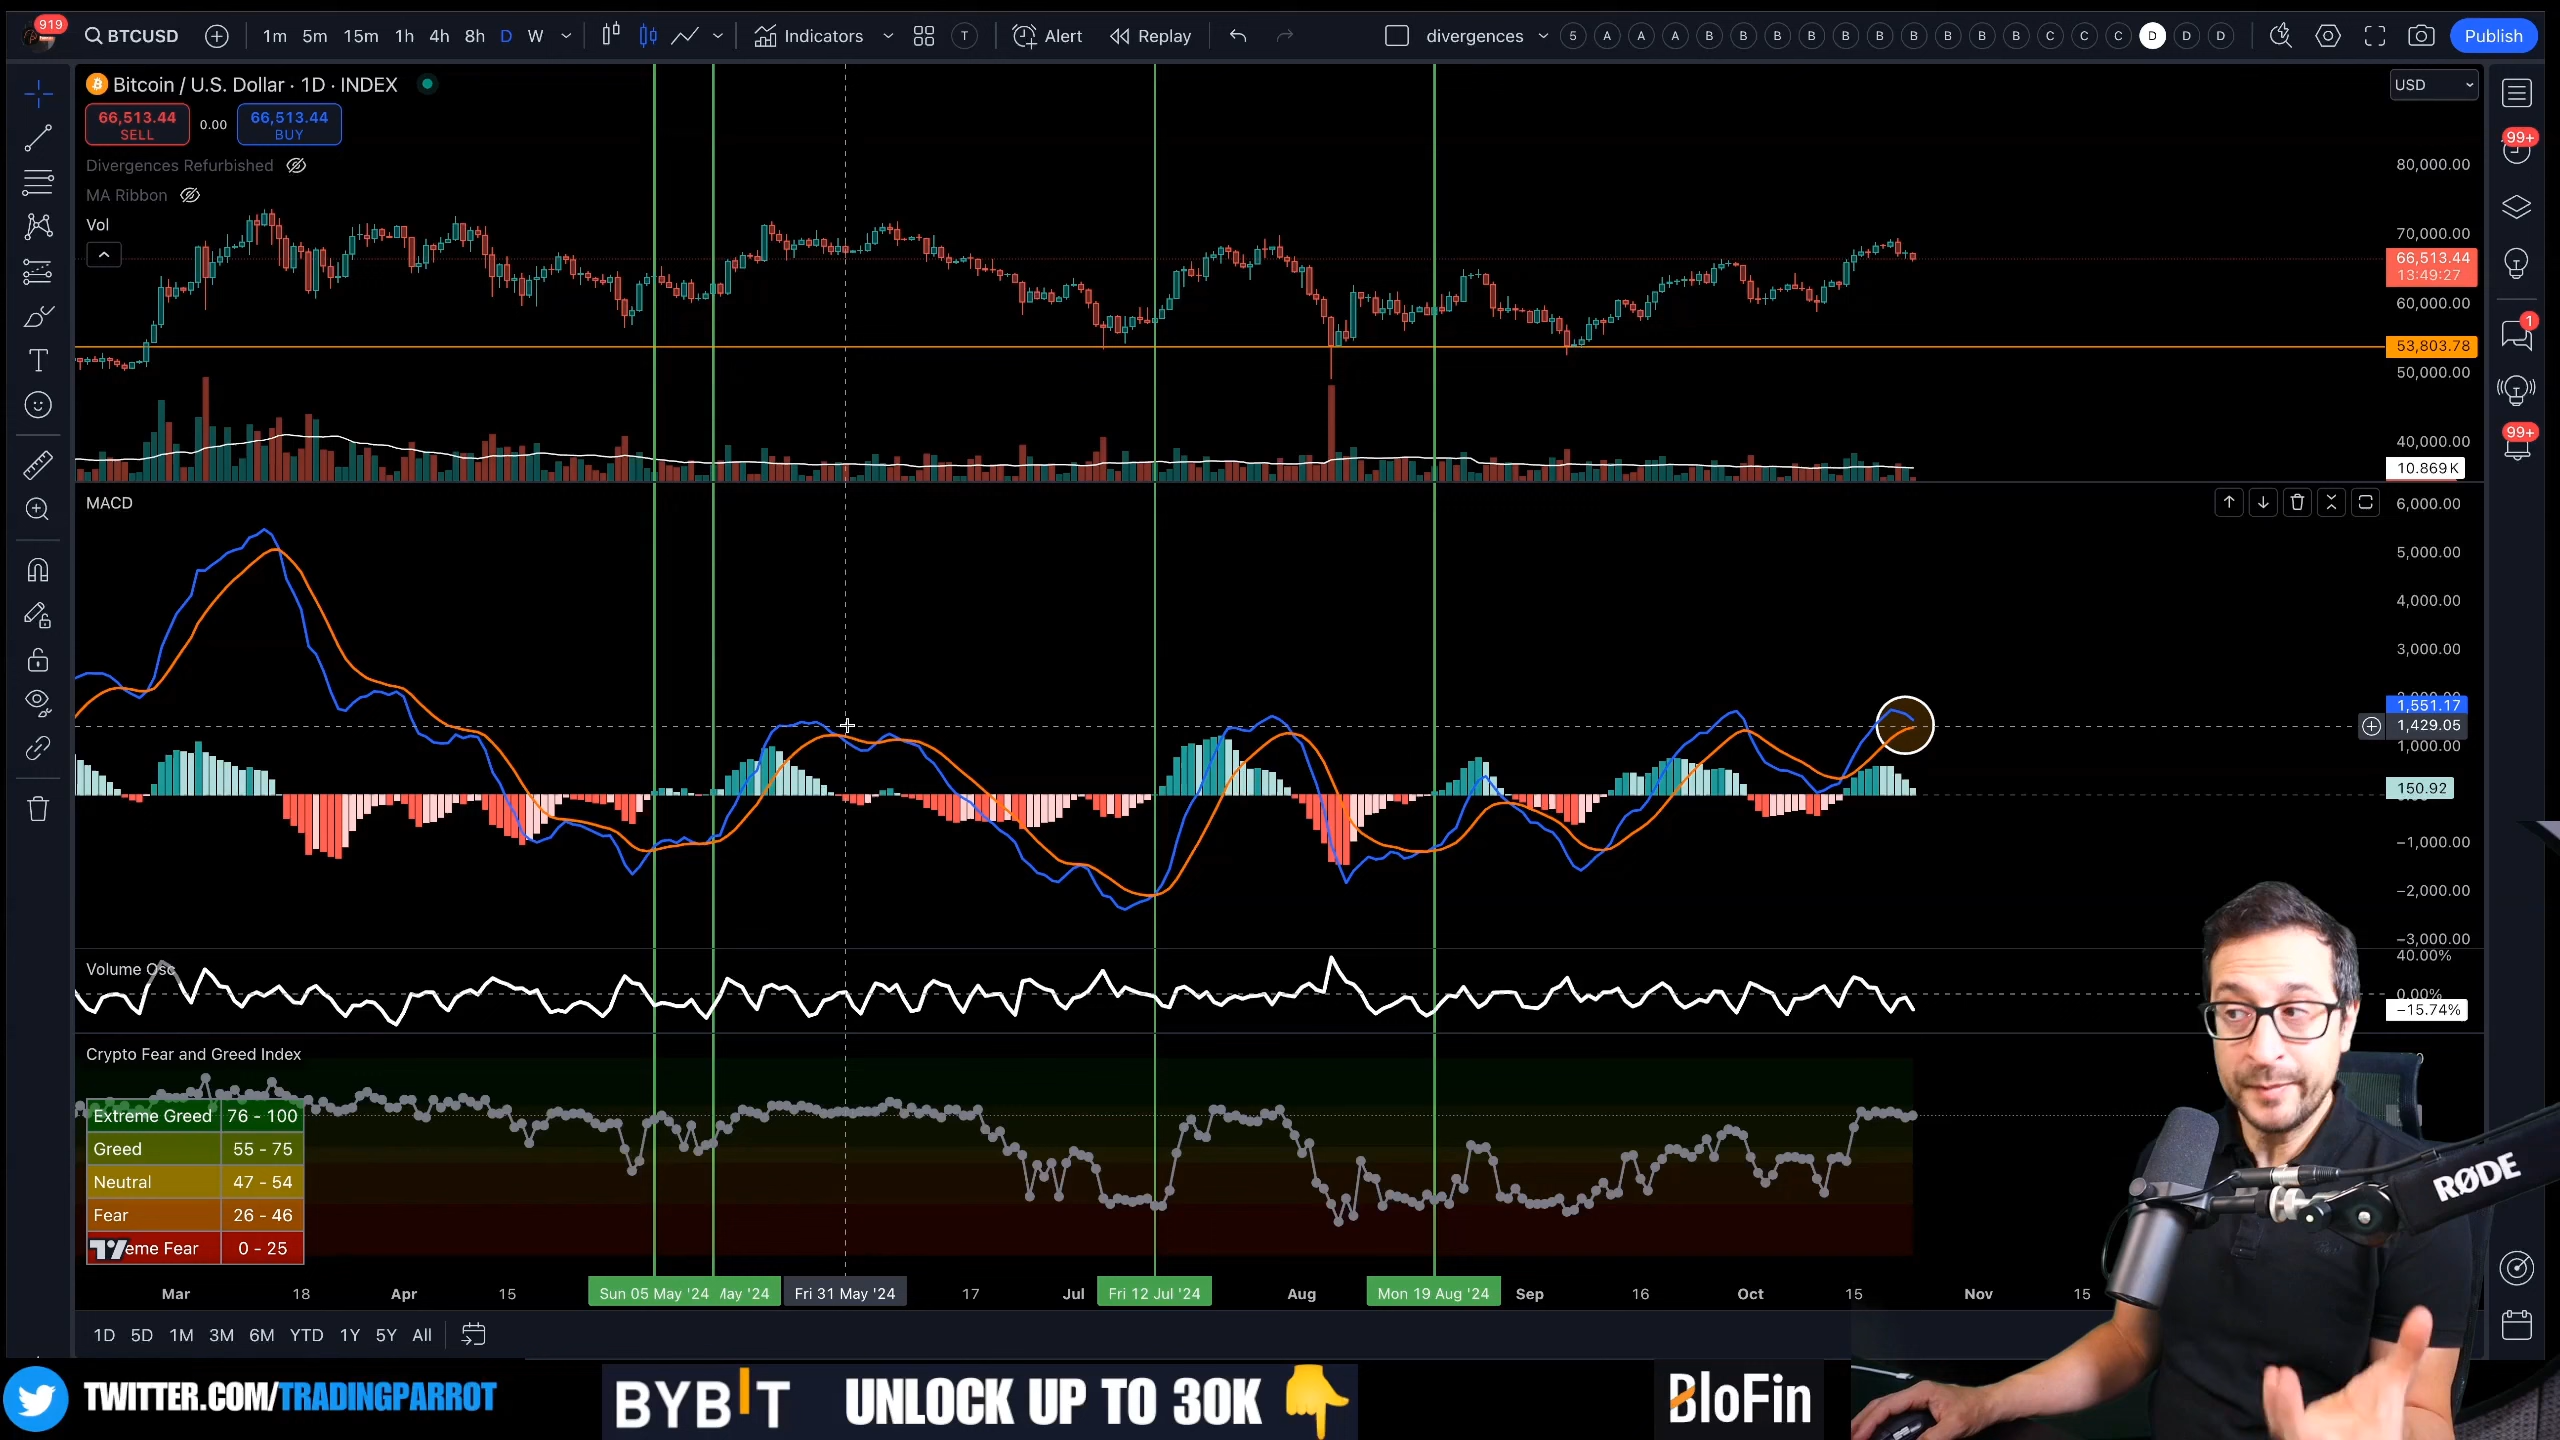 919
BTCUSD 1m 5m 15m 1h 4h 8h D W Indicators T Alert Replay divergences 5 A A A B B B B B B B B B B C C C D D D Publish
Bitcoin / U.S. Dollar · 1D · INDEX
USD
66,513.44
SELL
0.00
66,513.44
BUY
Divergences Refurbished
MA Ribbon
Vol
80,000.00
70,000.00
66,513.44
13:49:27
60,000.00
53,803.78
50,000.00
40,000.00
10.869K
99+
1
99+
MACD
6,000.00
5,000.00
4,000.00
3,000.00
1,551.17
1,429.05
1,000.00
150.92
−1,000.00
−2,000.00
−3,000.00
Volume Osc
40.00%
0.00%
−15.74%
Crypto Fear and Greed Index
Extreme Greed 76 - 100
Greed 55 - 75
Neutral 47 - 54
Fear 26 - 46
eme Fear 0 - 25
RØDE
Mar 18 Apr 15 Sun 05 May '24 May '24 Fri 31 May '24 17 Jul Fri 12 Jul '24 Aug Mon 19 Aug '24 Sep 16 Oct 15 Nov 15
1D 5D 1M 3M 6M YTD 1Y 5Y All
TWITTER.COM/TRADINGPARROT
BYBIT UNLOCK UP TO 30K
BloFin